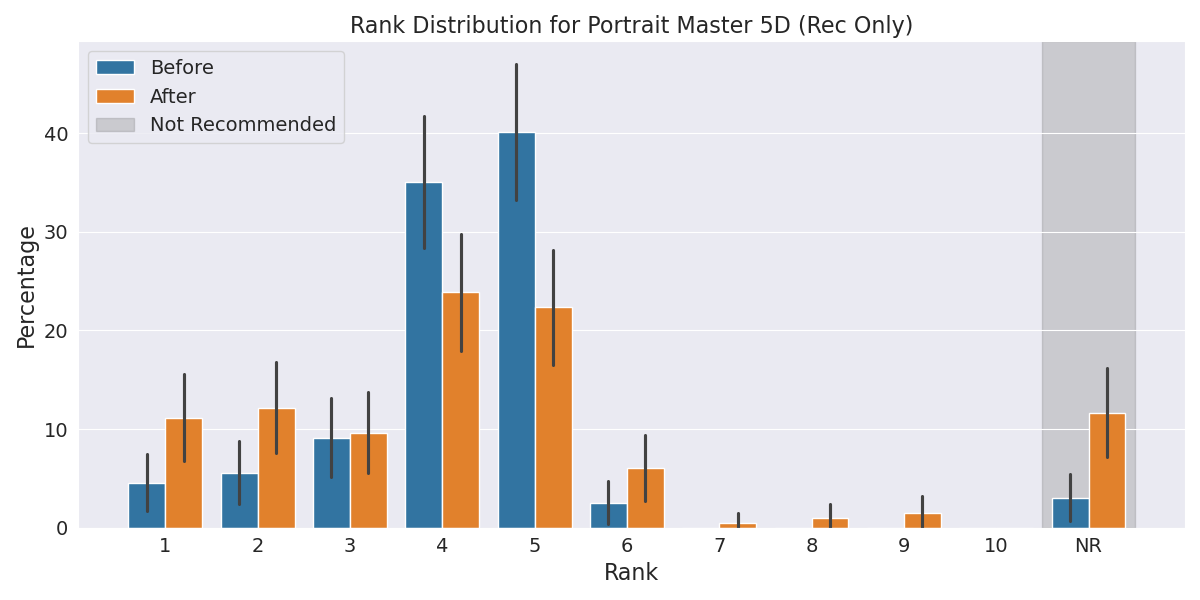 Rank Distribution for Portrait Master 5D (Rec Only)
Before
After
Not Recommended
Percentage
40
30
20
10
0
1 2 3 4 5 6 7 8 9 10 NR
Rank